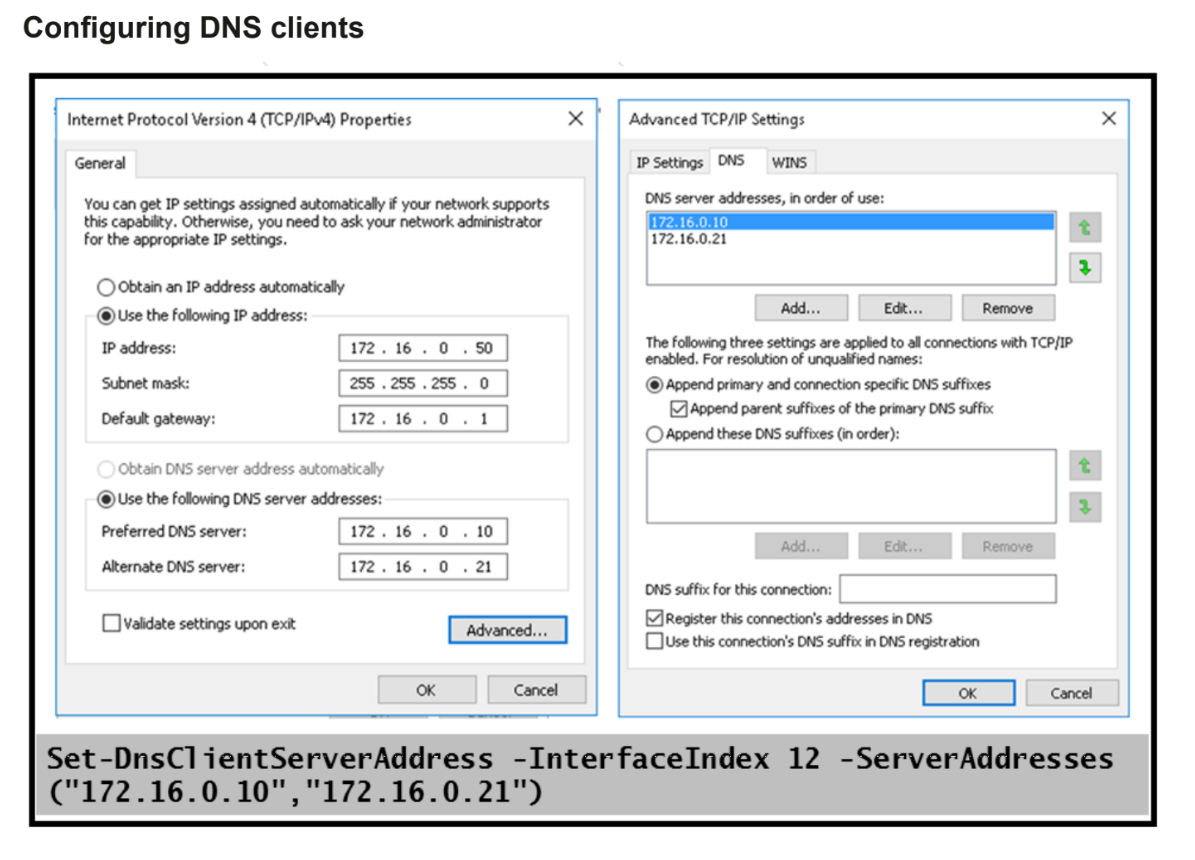 Configuring DNS clients
Internet Protocol Version 4 (TCP/IPv4) Properties
General
You can get IP settings assigned automatically if your network supports
this capability. Otherwise, you need to ask your network administrator
for the appropriate IP settings.
Obtain an IP address automatically
Use the following IP address:
IP address: 172 . 16 . 0 . 50
Subnet mask: 255 . 255 . 255 . 0
Default gateway: 172 . 16 . 0 . 1
Obtain DNS server address automatically
Use the following DNS server addresses:
Preferred DNS server: 172 . 16 . 0 . 10
Alternate DNS server: 172 . 16 . 0 . 21
Validate settings upon exit
Advanced...
OK Cancel
Advanced TCP/IP Settings
IP Settings DNS WINS
DNS server addresses, in order of use:
172.16.0.10
172.16.0.21
Add... Edit... Remove
The following three settings are applied to all connections with TCP/IP
enabled. For resolution of unqualified names:
Append primary and connection specific DNS suffixes
Append parent suffixes of the primary DNS suffix
Append these DNS suffixes (in order):
Add... Edit... Remove
DNS suffix for this connection:
Register this connection's addresses in DNS
Use this connection's DNS suffix in DNS registration
OK Cancel
Set-DnsClientServerAddress -InterfaceIndex 12 -ServerAddresses
("172.16.0.10","172.16.0.21")